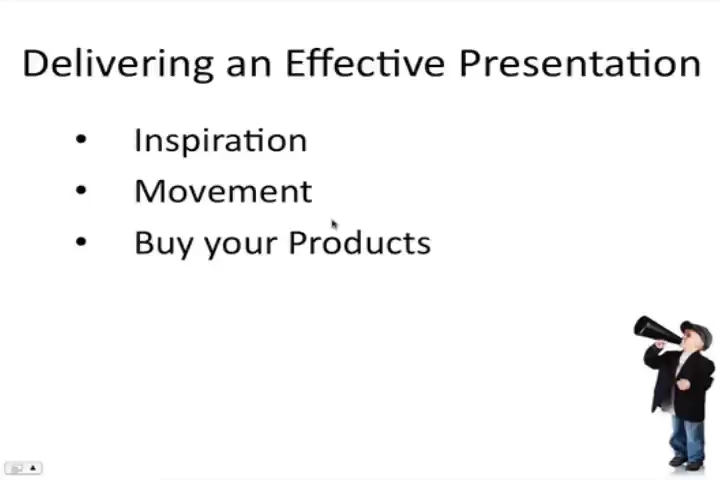 Delivering an Effective Presentation
• Inspiration
• Movement
• Buy your Products